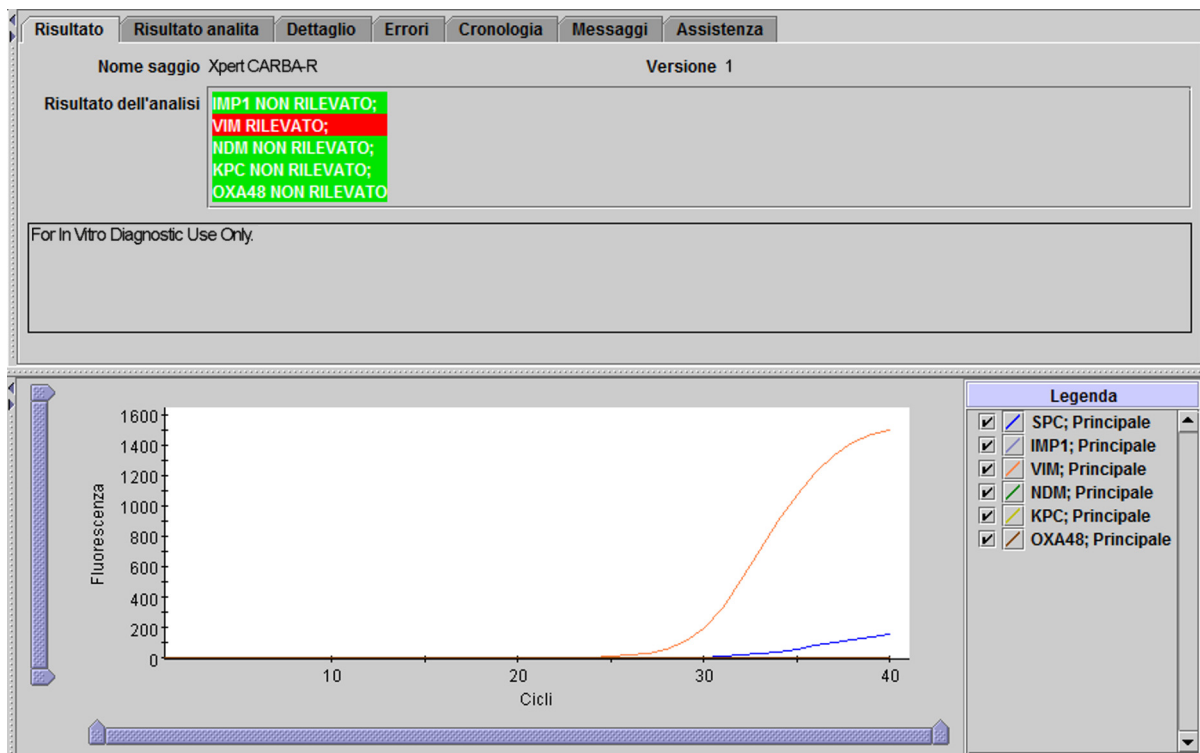 Risultato Risultato analita Dettaglio Errori Cronologia Messaggi Assistenza
Nome saggio Xpert CARBA-R Versione 1
Risultato dell'analisi
IMP1 NON RILEVATO;
VIM RILEVATO;
NDM NON RILEVATO;
KPC NON RILEVATO;
OXA48 NON RILEVATO
For In Vitro Diagnostic Use Only.
1600
1400
1200
1000
800
600
400
200
0
Fluorescenza
10 20 30 40
Cicli
Legenda
SPC; Principale
IMP1; Principale
VIM; Principale
NDM; Principale
KPC; Principale
OXA48; Principale